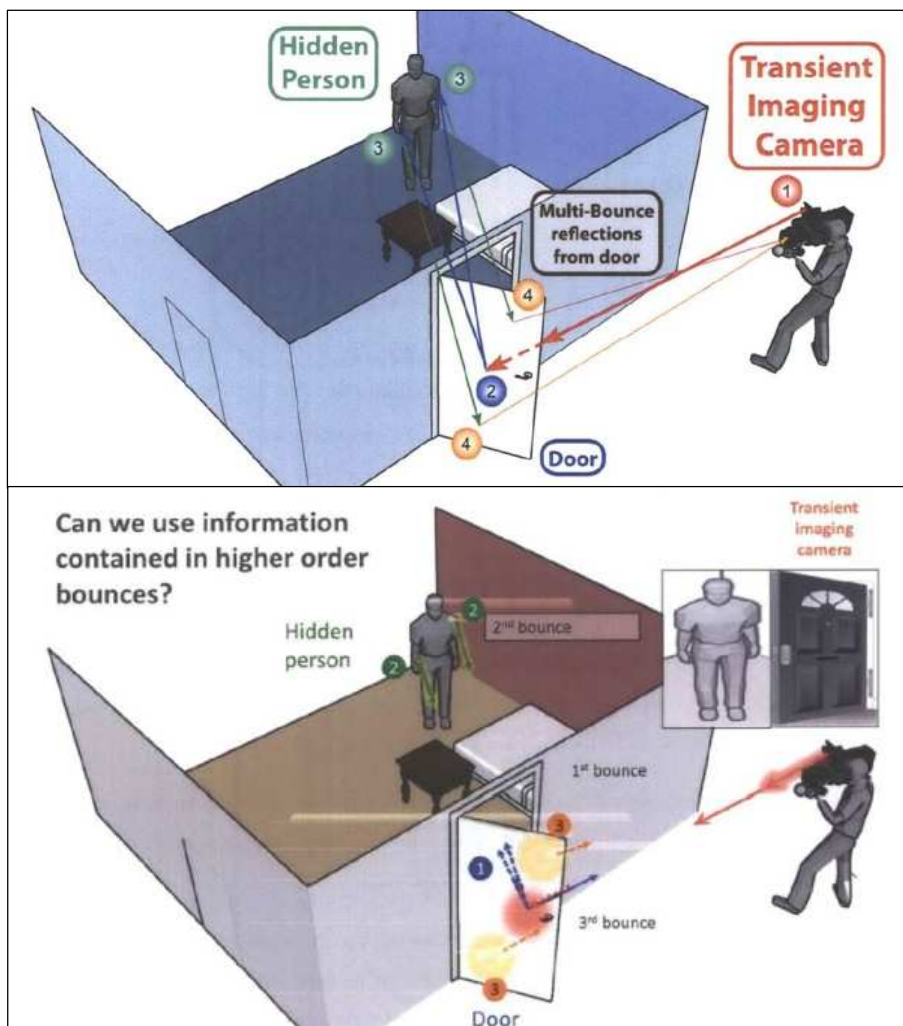 Hidden
Person
3
Transient
Imaging
Camera
3
1
Multi-Bounce
reflections
from door
4
2
4
Door
Can we use information
contained in higher order
bounces?
Transient
imaging
camera
2
2nd bounce
Hidden
person
2
1st bounce
3
1
3rd bounce
3
Door